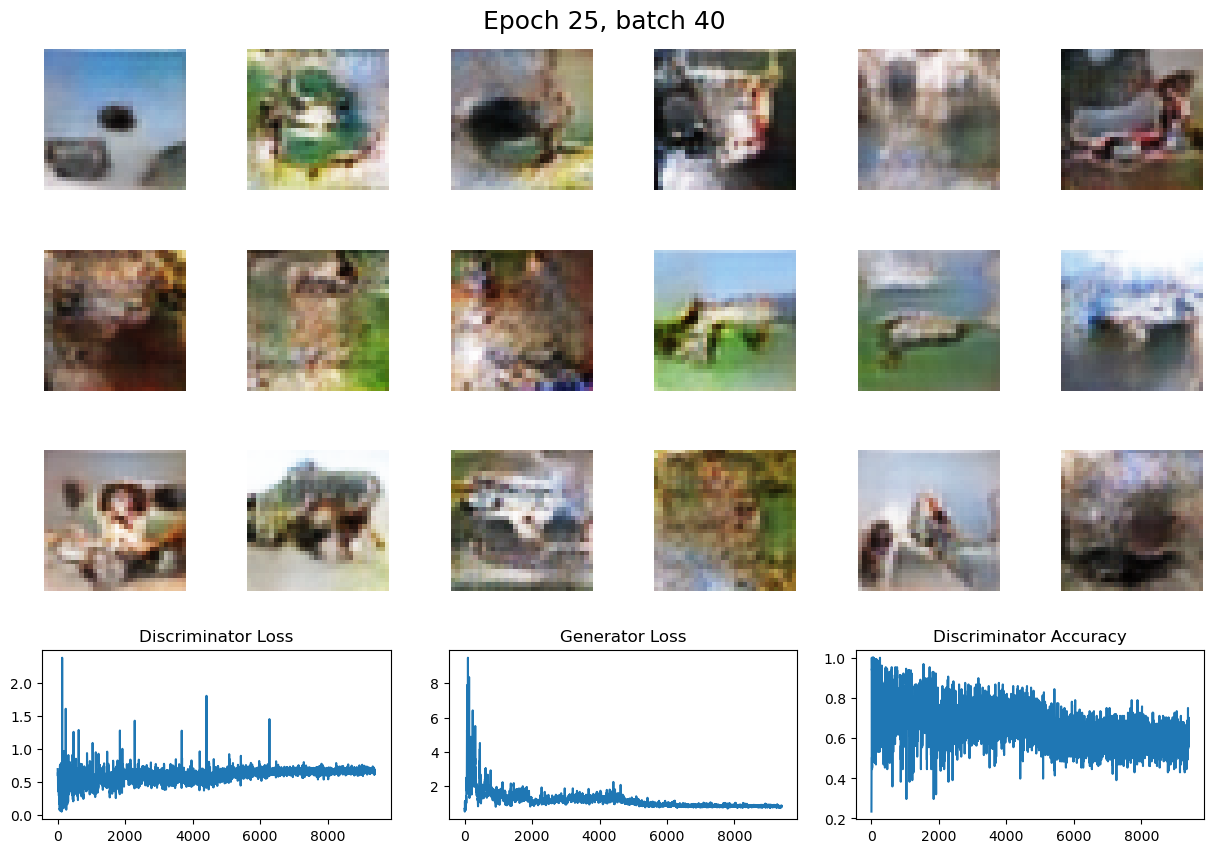 Epoch 25, batch 40
Discriminator Loss
2.0
1.5
1.0
0.5
0.0
0 2000 4000 6000 8000
Generator Loss
8
6
4
2
0 2000 4000 6000 8000
Discriminator Accuracy
1.0
0.8
0.6
0.4
0.2
0 2000 4000 6000 8000